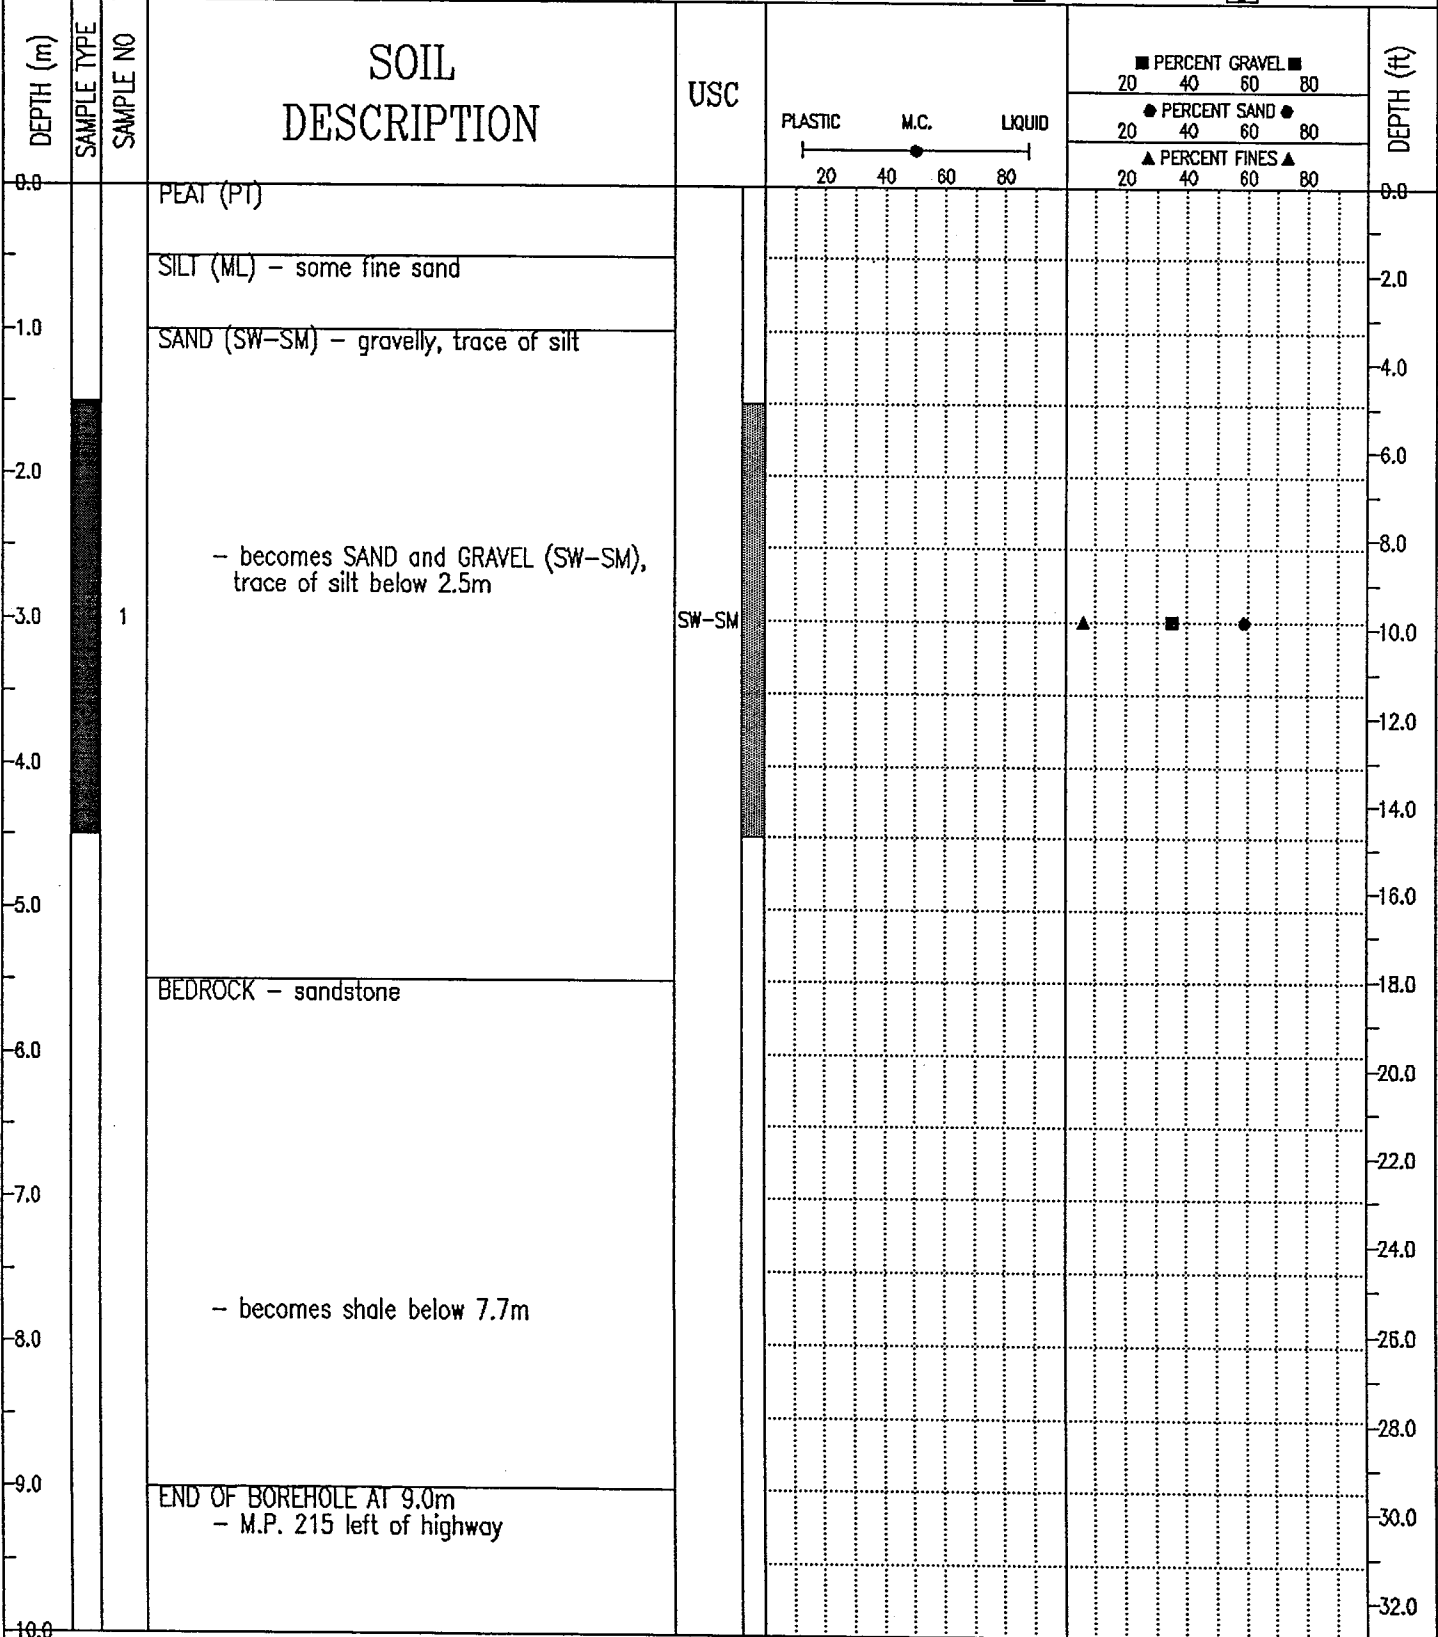 DEPTH (m)
SAMPLE TYPE
SAMPLE NO
SOIL
DESCRIPTION
USC
PLASTIC M.C. LIQUID
20 40 60 80
■ PERCENT GRAVEL ■
20 40 60 80
● PERCENT SAND ●
20 40 60 80
▲ PERCENT FINES ▲
20 40 60 80
DEPTH (ft)
0.0
PEAT (PT)
0.0
SILT (ML) – some fine sand
2.0
1.0
SAND (SW–SM) – gravelly, trace of silt
4.0
2.0
6.0
– becomes SAND and GRAVEL (SW–SM),
trace of silt below 2.5m
8.0
3.0
1
SW–SM
10.0
12.0
4.0
14.0
5.0
16.0
BEDROCK – sandstone
18.0
6.0
20.0
22.0
7.0
24.0
– becomes shale below 7.7m
8.0
26.0
28.0
9.0
END OF BOREHOLE AT 9.0m
– M.P. 215 left of highway
30.0
32.0
10.0